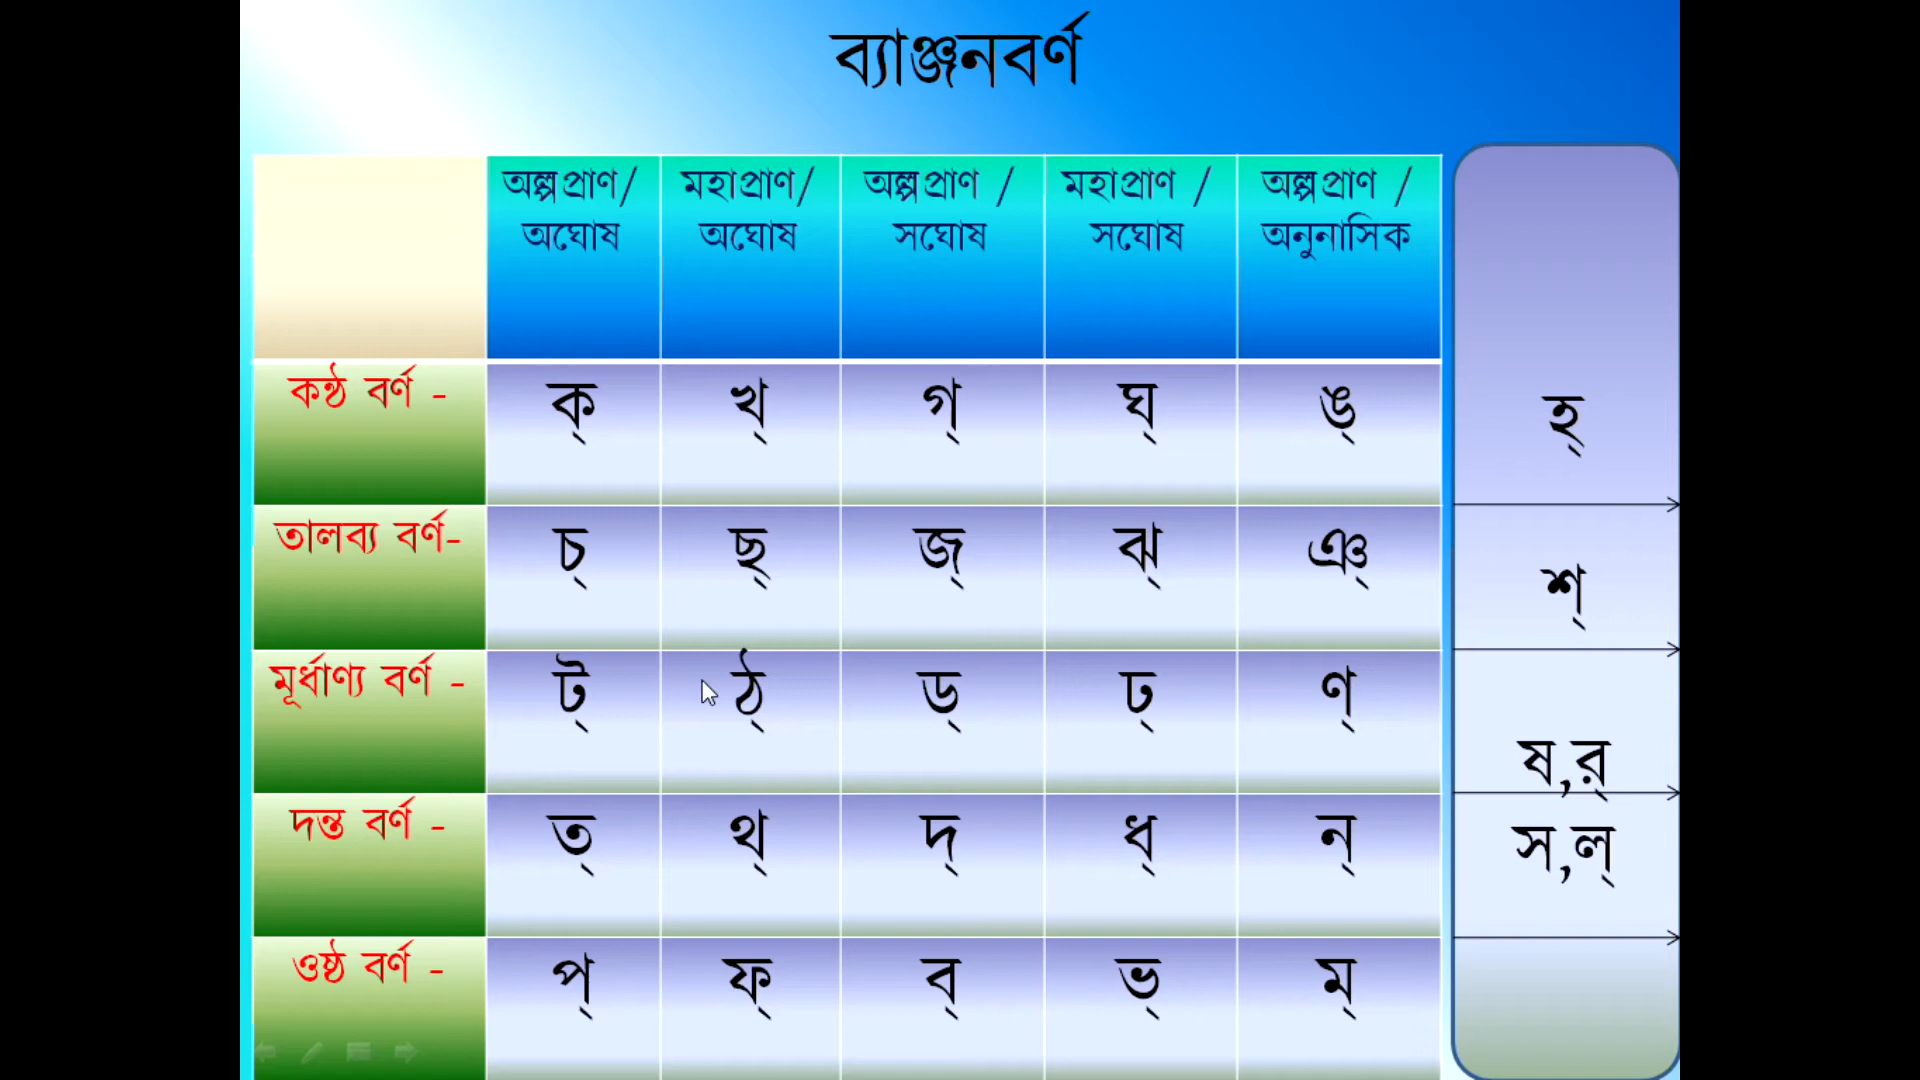 ব্যাঞ্জনবর্ণ
অল্পপ্রাণ/ মহাপ্রাণ/ অল্পপ্রাণ / মহাপ্রাণ / অল্পপ্রাণ /
অঘোষ অঘোষ সঘোষ সঘোষ অনুনাসিক
কন্ঠ বর্ণ - ক্ খ্ গ্ ঘ্ ঙ্ হ্
তালব্য বর্ণ- চ্ ছ্ জ্ ঝ্ ঞ্ শ্
মূর্ধাণ্য বর্ণ - ট্ ঠ্ ড্ ঢ্ ণ্ ষ,র্
দন্ত বর্ণ - ত্ থ্ দ্ ধ্ ন্ স,ল্
ওষ্ঠ বর্ণ - প্ ফ্ ব্ ভ্ ম্